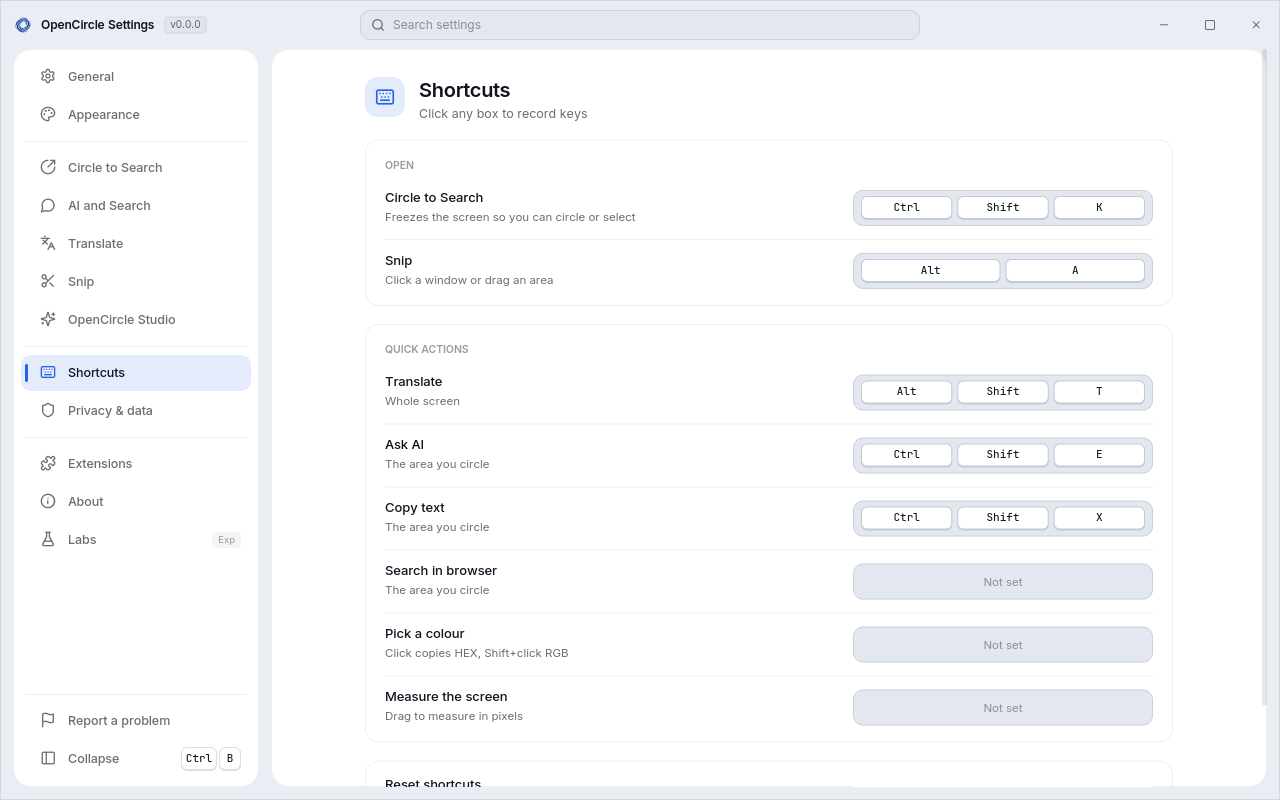 OpenCircle Settings v0.0.0
Search settings
General
Appearance
Circle to Search
AI and Search
Translate
Snip
OpenCircle Studio
Shortcuts
Privacy & data
Extensions
About
Labs Exp
Report a problem
Collapse Ctrl B
Shortcuts
Click any box to record keys
OPEN
Circle to Search
Freezes the screen so you can circle or select
Ctrl Shift K
Snip
Click a window or drag an area
Alt A
QUICK ACTIONS
Translate
Whole screen
Alt Shift T
Ask AI
The area you circle
Ctrl Shift E
Copy text
The area you circle
Ctrl Shift X
Search in browser
The area you circle
Not set
Pick a colour
Click copies HEX, Shift+click RGB
Not set
Measure the screen
Drag to measure in pixels
Not set
Reset shortcuts